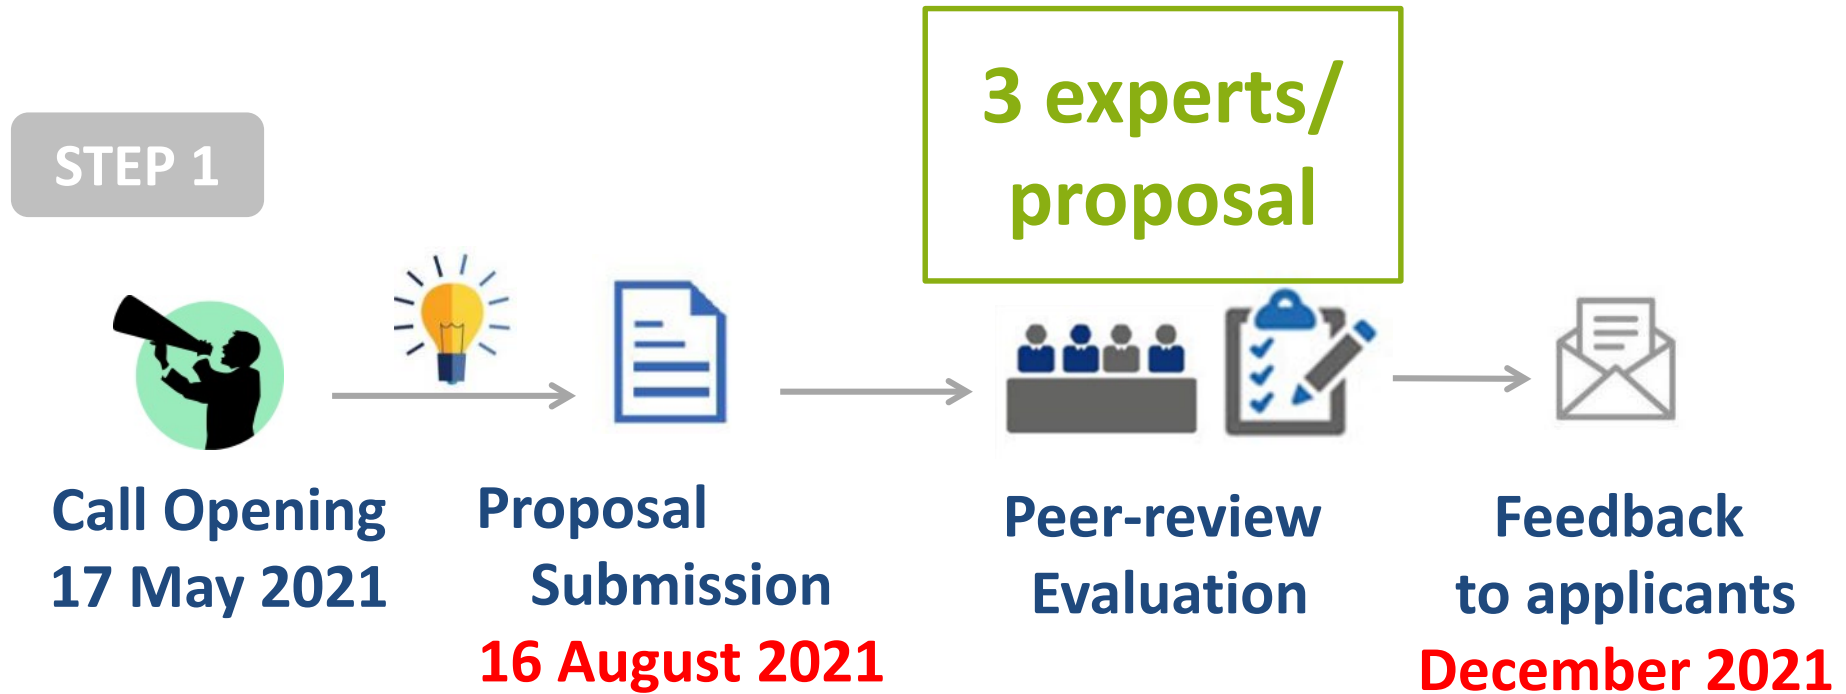 3 experts/
proposal
STEP 1
Call Opening
17 May 2021
Proposal
Submission
16 August 2021
Peer-review
Evaluation
Feedback
to applicants
December 2021